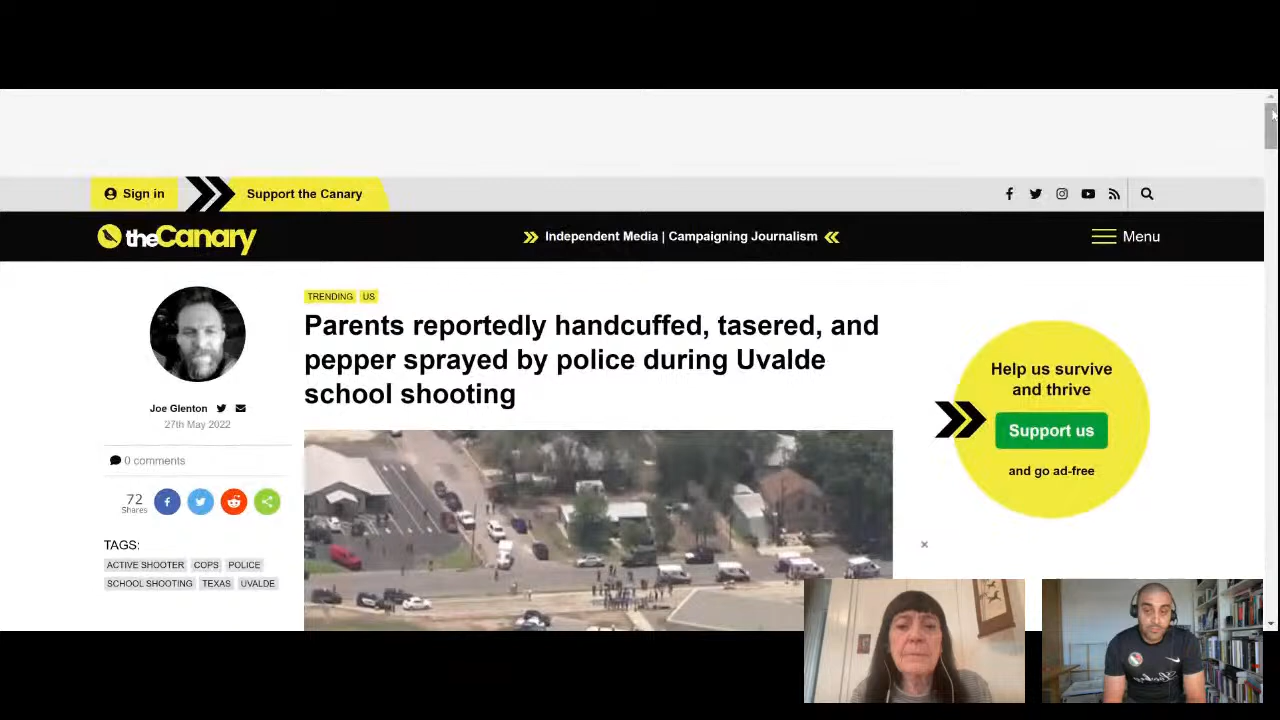 Sign in
Support the Canary
theCanary
Independent Media | Campaigning Journalism
Menu
TRENDING US
Parents reportedly handcuffed, tasered, and
pepper sprayed by police during Uvalde
school shooting
Joe Glenton
27th May 2022
0 comments
72
Shares
TAGS:
ACTIVE SHOOTER COPS POLICE
SCHOOL SHOOTING TEXAS UVALDE
Help us survive
and thrive
Support us
and go ad-free